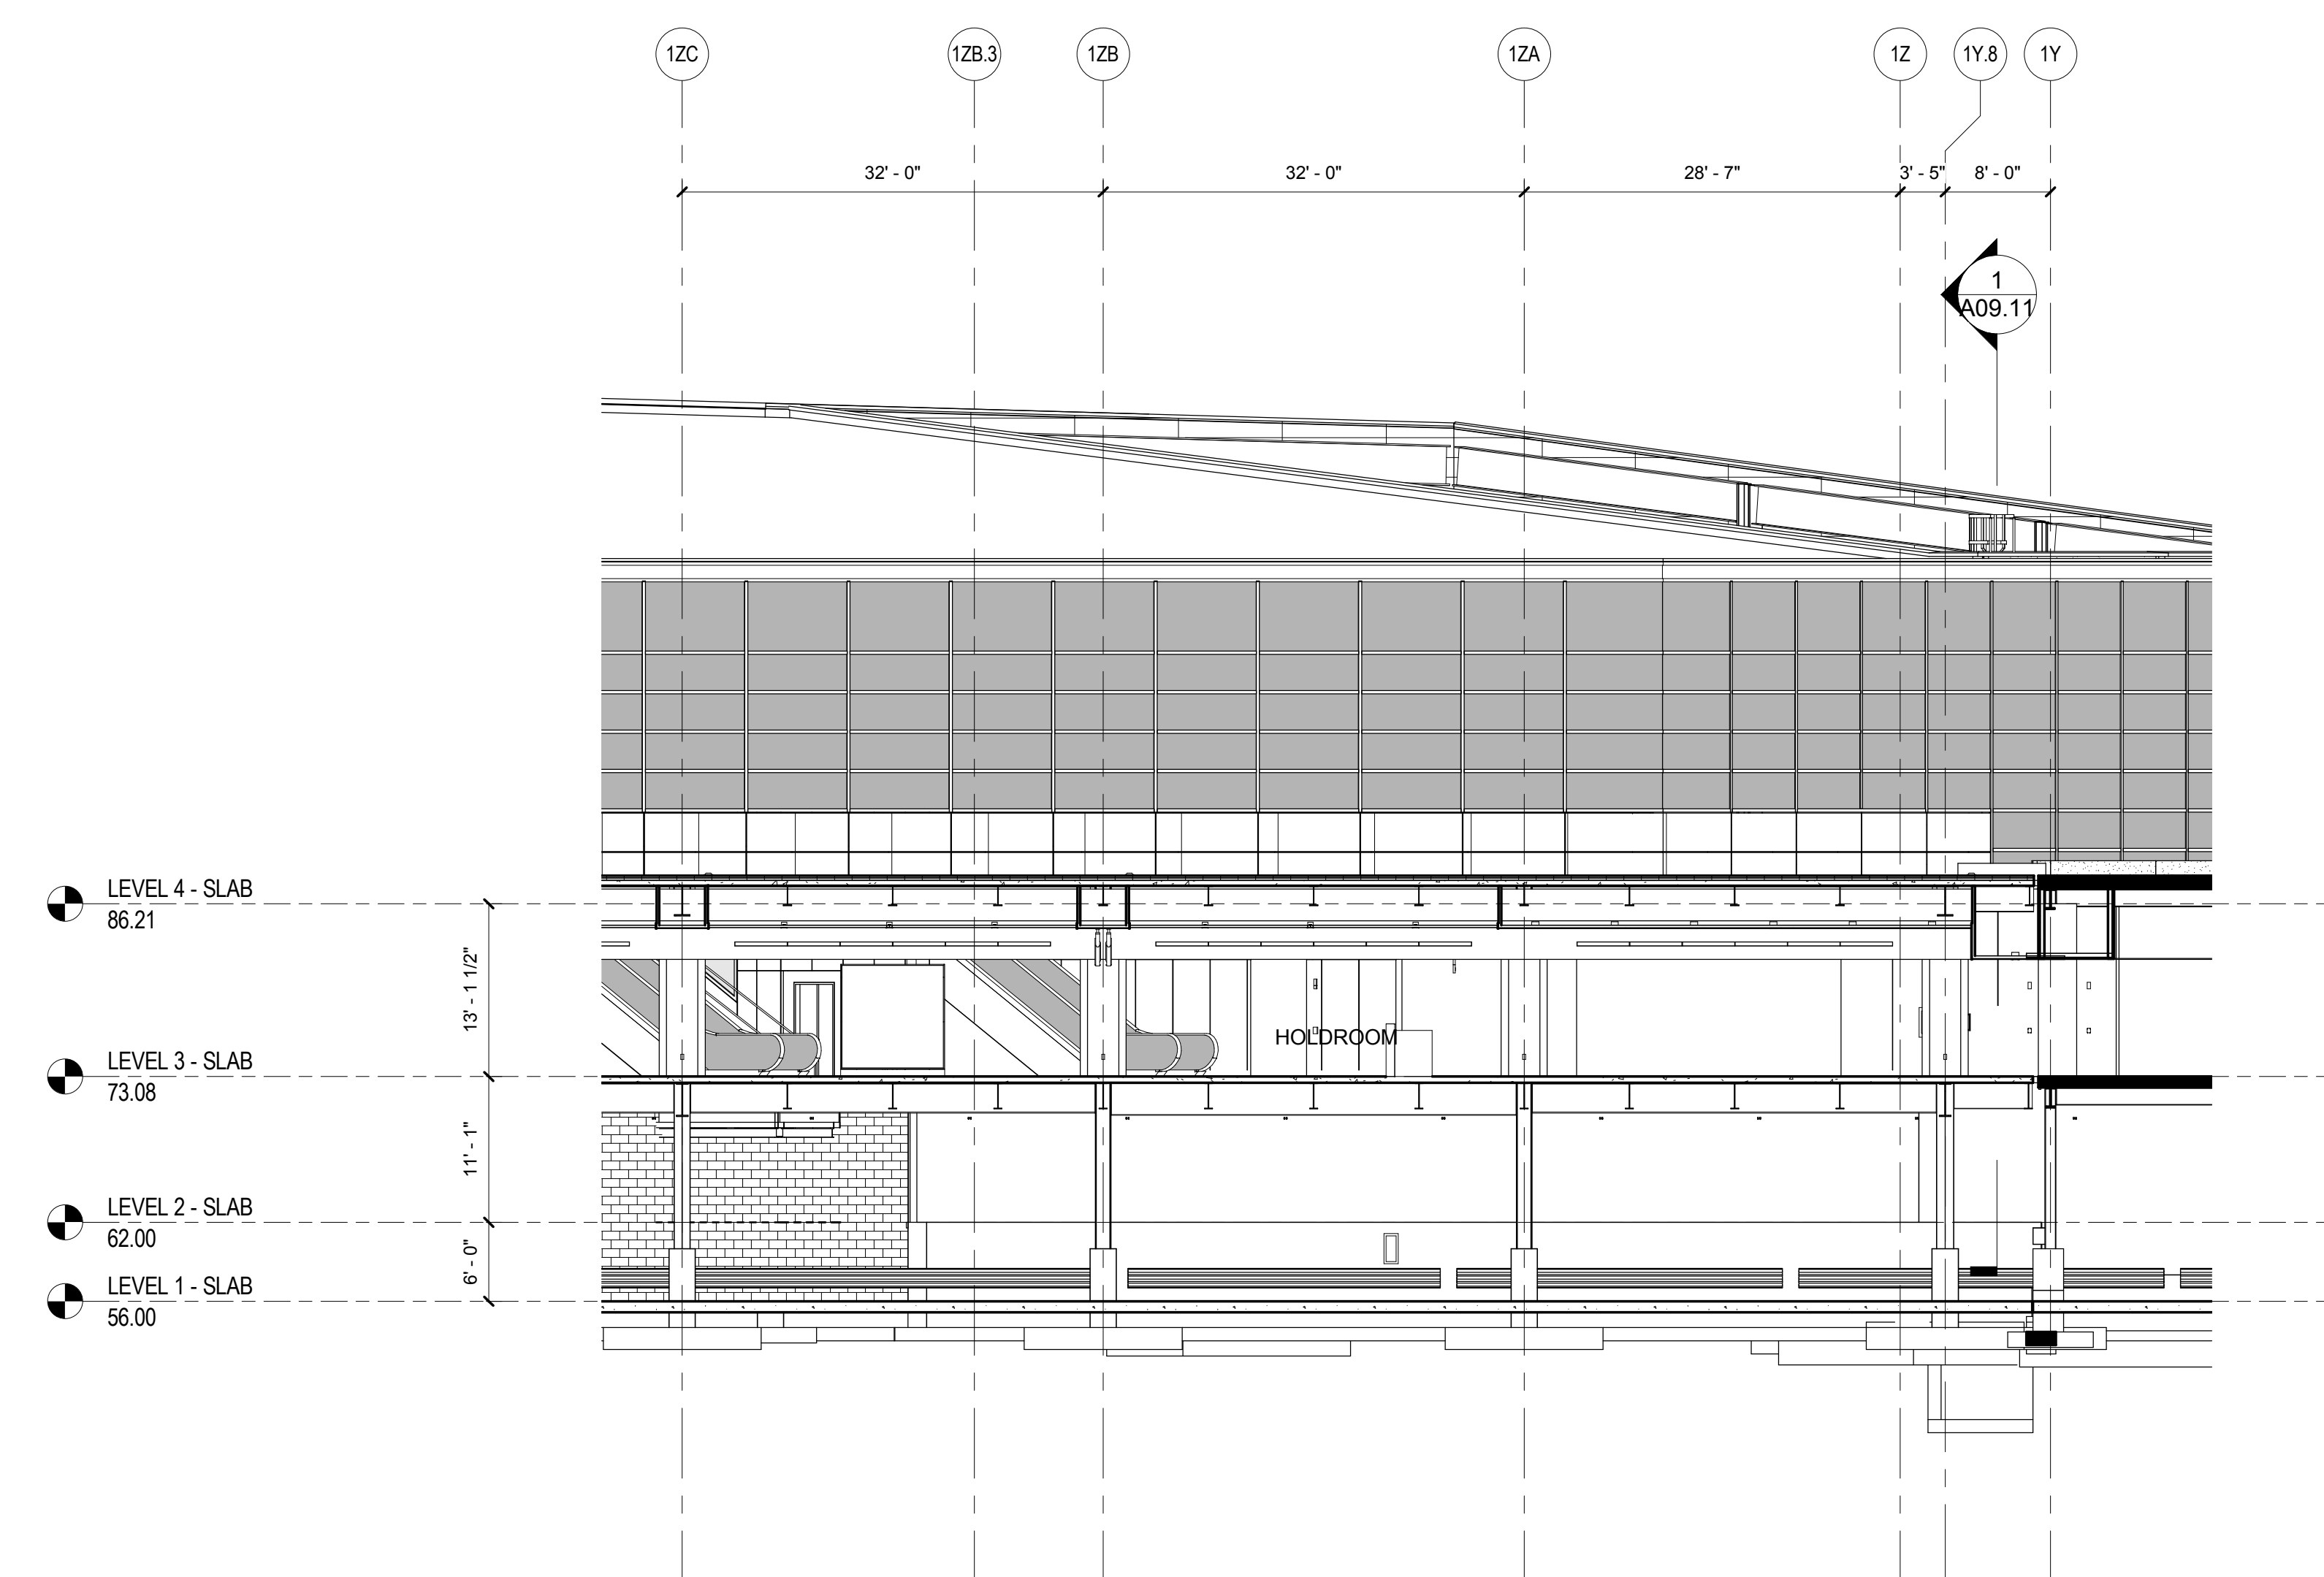 1ZC
1ZB.3
1ZB
1ZA
1Z
1Y.8
1Y
32' - 0"
32' - 0"
28' - 7"
3' - 5"
8' - 0"
1
A09.11
LEVEL 4 - SLAB
86.21
13' - 1 1/2"
HOLDROOM
LEVEL 3 - SLAB
73.08
11' - 1"
LEVEL 2 - SLAB
62.00
6' - 0"
LEVEL 1 - SLAB
56.00